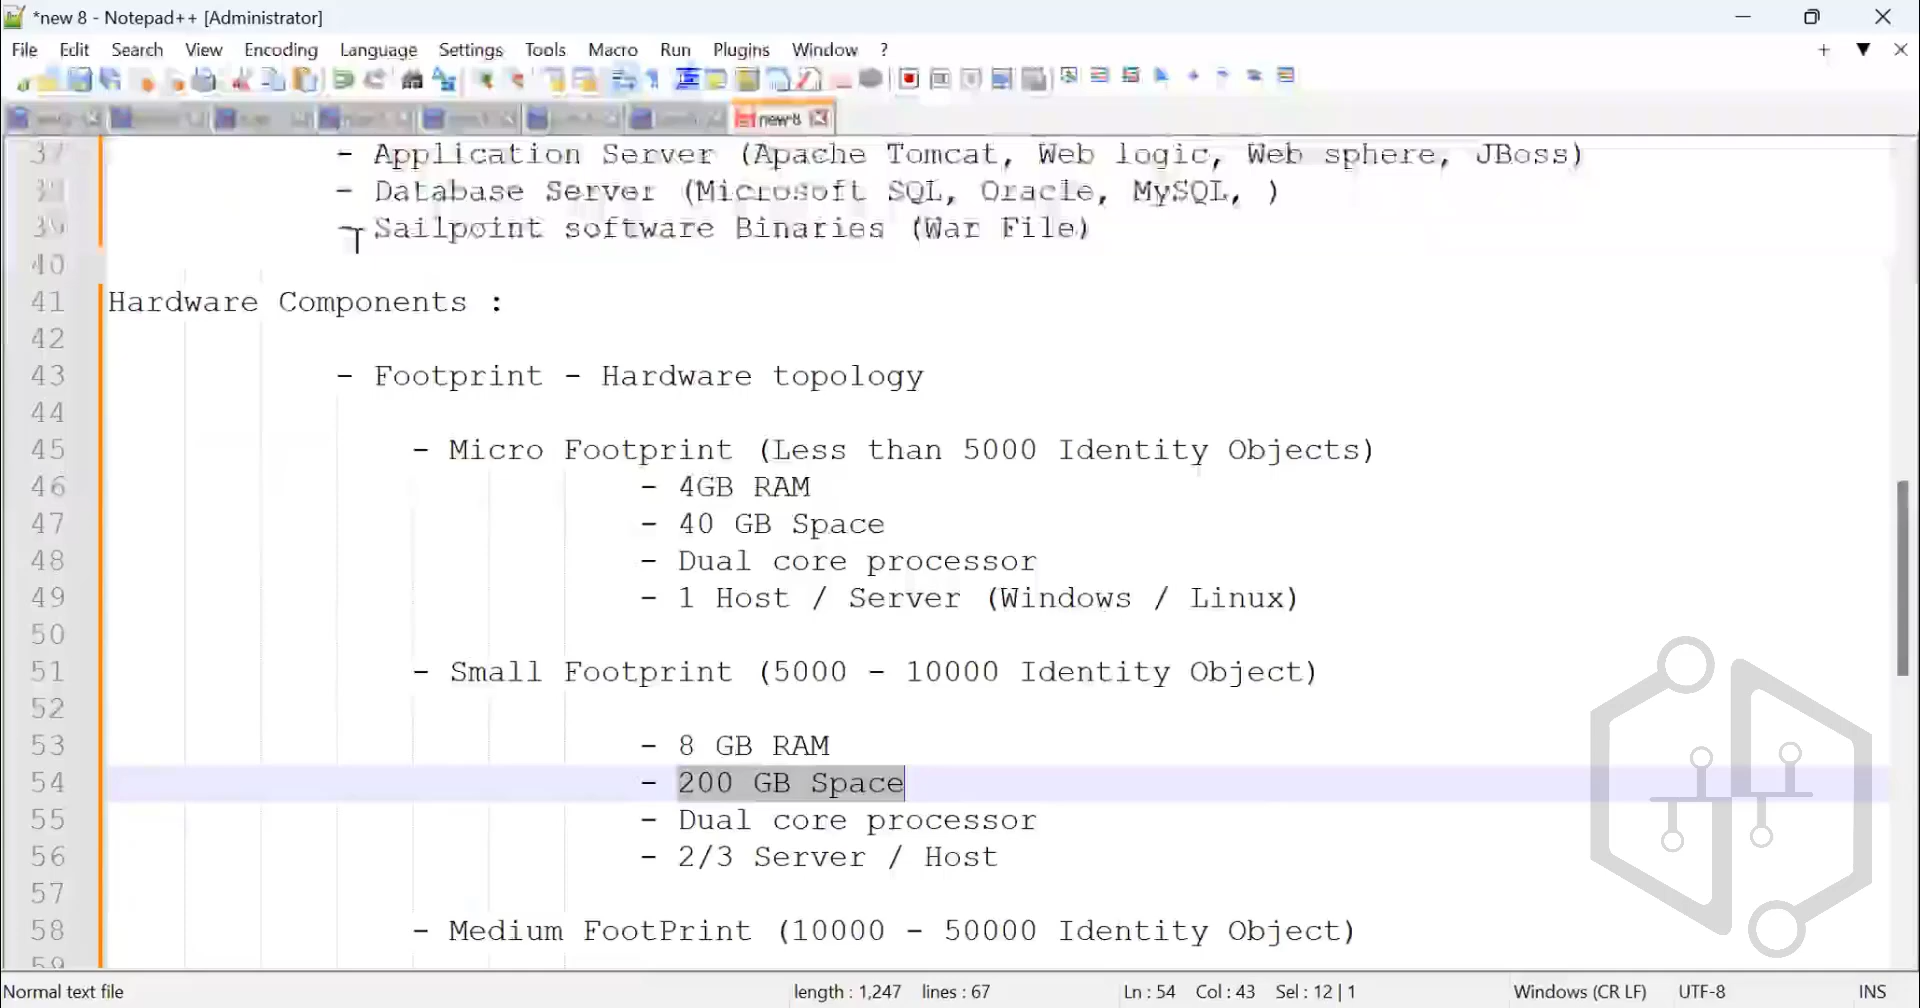 *new 8 - Notepad++ [Administrator]
File Edit Search View Encoding Language Settings Tools Macro Run Plugins Window ?
new 8
37 - Application Server (Apache Tomcat, Web logic, Web sphere, JBoss)
38 - Database Server (Microsoft SQL, Oracle, MySQL, )
39 - Sailpoint software Binaries (War File)
40
41 Hardware Components :
42
43 - Footprint - Hardware topology
44
45 - Micro Footprint (Less than 5000 Identity Objects)
46 - 4GB RAM
47 - 40 GB Space
48 - Dual core processor
49 - 1 Host / Server (Windows / Linux)
50
51 - Small Footprint (5000 - 10000 Identity Object)
52
53 - 8 GB RAM
54 - 200 GB Space
55 - Dual core processor
56 - 2/3 Server / Host
57
58 - Medium FootPrint (10000 - 50000 Identity Object)
59
Normal text file length : 1,247 lines : 67 Ln : 54 Col : 43 Sel : 12 | 1 Windows (CR LF) UTF-8 INS